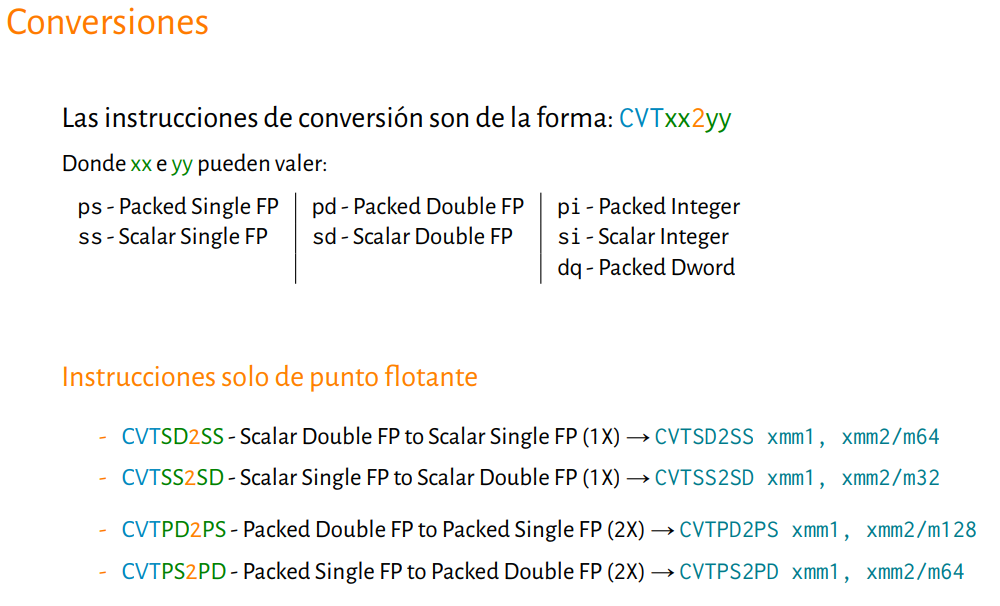 Conversiones
Las instrucciones de conversión son de la forma: CVTxx2yy
Donde xx e yy pueden valer:
ps - Packed Single FP
ss - Scalar Single FP
pd - Packed Double FP
sd - Scalar Double FP
pi - Packed Integer
si - Scalar Integer
dq - Packed Dword
Instrucciones solo de punto flotante
- CVTSD2SS - Scalar Double FP to Scalar Single FP (1X) → CVTSD2SS xmm1, xmm2/m64
- CVTSS2SD - Scalar Single FP to Scalar Double FP (1X) → CVTSS2SD xmm1, xmm2/m32
- CVTPD2PS - Packed Double FP to Packed Single FP (2X) → CVTPD2PS xmm1, xmm2/m128
- CVTPS2PD - Packed Single FP to Packed Double FP (2X) → CVTPS2PD xmm1, xmm2/m64